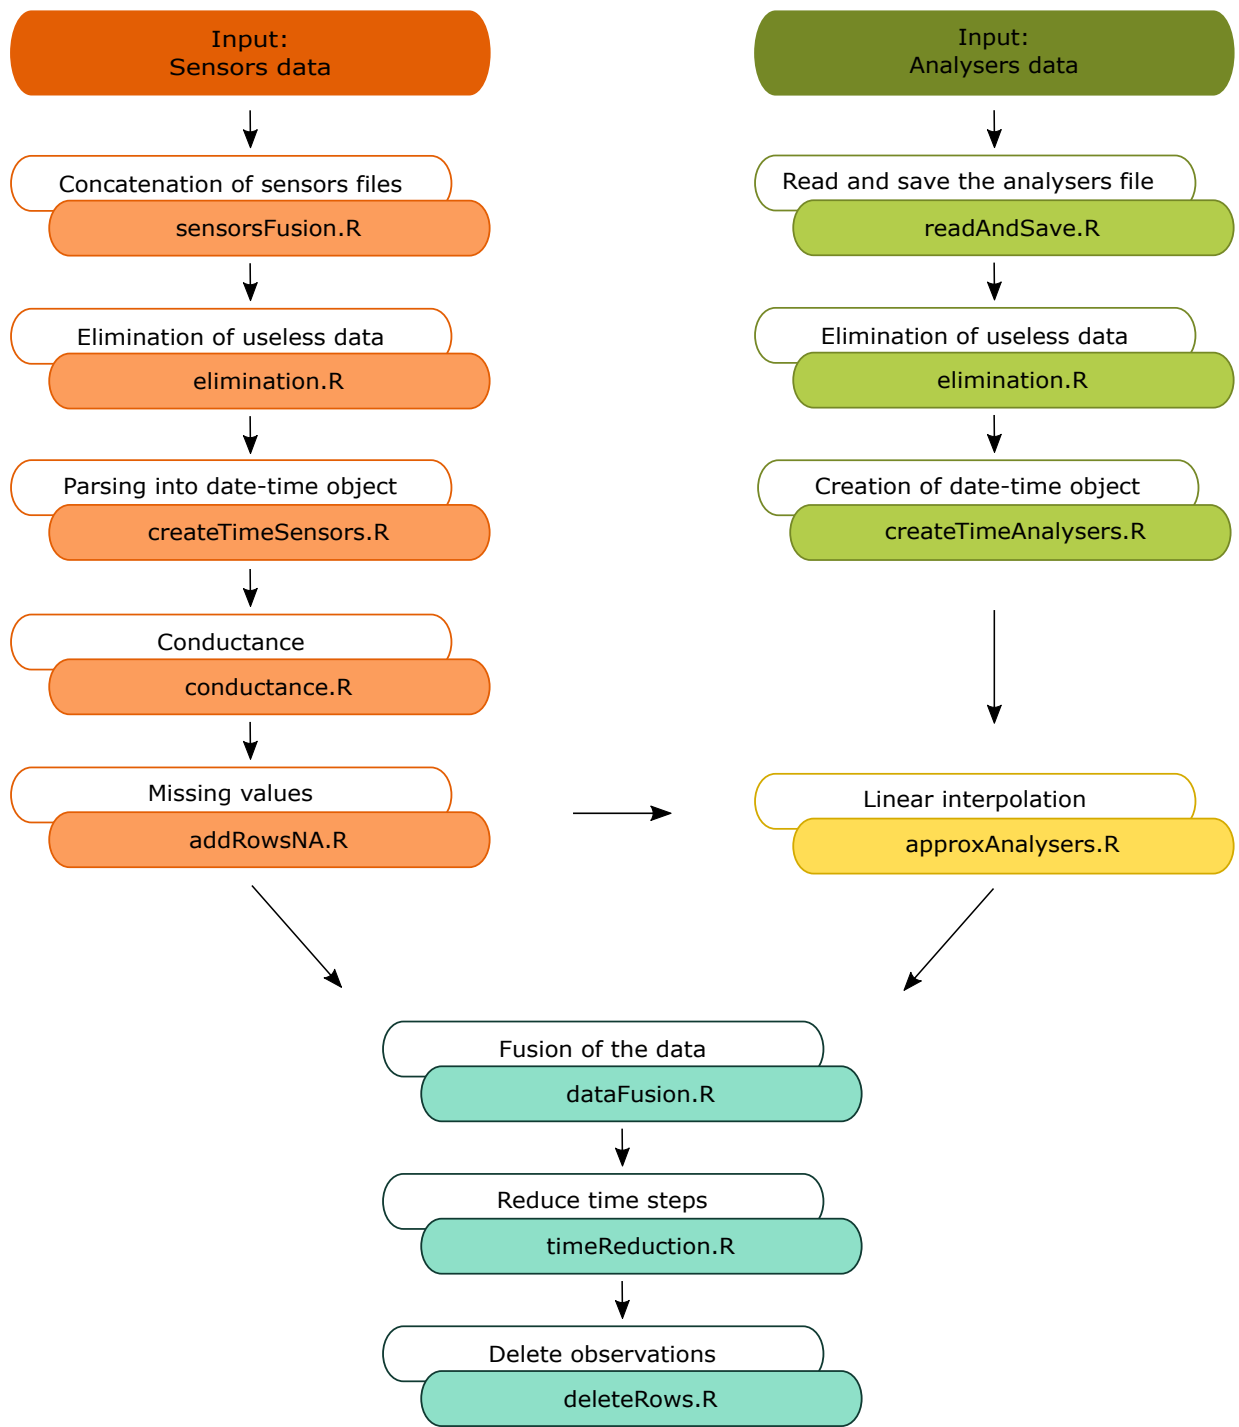 Input:
Sensors data
Concatenation of sensors files
sensorsFusion.R
Elimination of useless data
elimination.R
Parsing into date-time object
createTimeSensors.R
Conductance
conductance.R
Missing values
addRowsNA.R
Input:
Analysers data
Read and save the analysers file
readAndSave.R
Elimination of useless data
elimination.R
Creation of date-time object
createTimeAnalysers.R
Linear interpolation
approxAnalysers.R
Fusion of the data
dataFusion.R
Reduce time steps
timeReduction.R
Delete observations
deleteRows.R